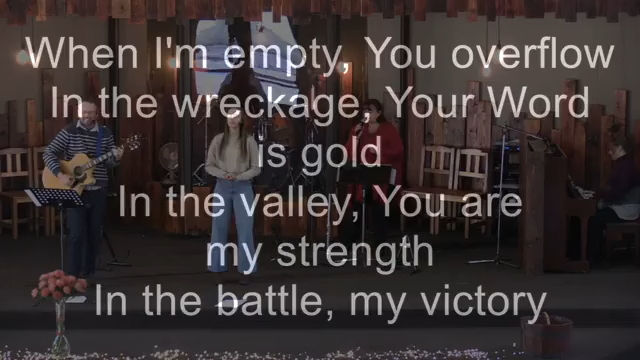 When I'm empty, You overflow
In the wreckage, Your Word
is gold
In the valley, You are
my strength
In the battle, my victory